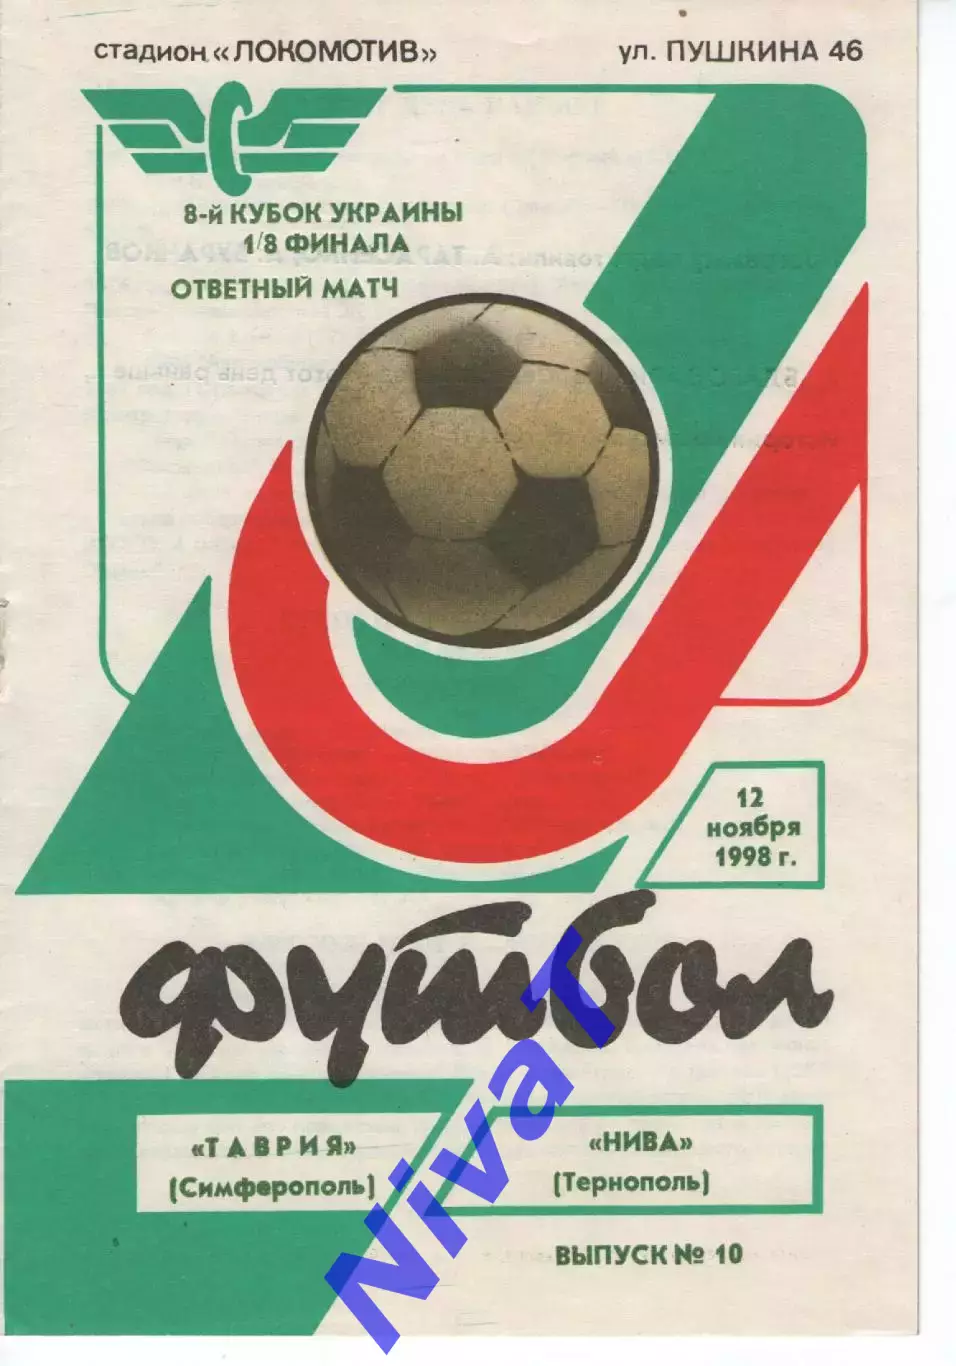 стадион «ЛОКОМОТИВ» ул. ПУШКИНА 46
8-й КУБОК УКРАИНЫ
1/8 ФИНАЛА
ОТВЕТНЫЙ МАТЧ
12
ноября
1998 г.
футбол
«ТАВРИЯ»
(Симферополь)
«НИВА»
(Тернополь)
ВЫПУСК № 10
Niva T